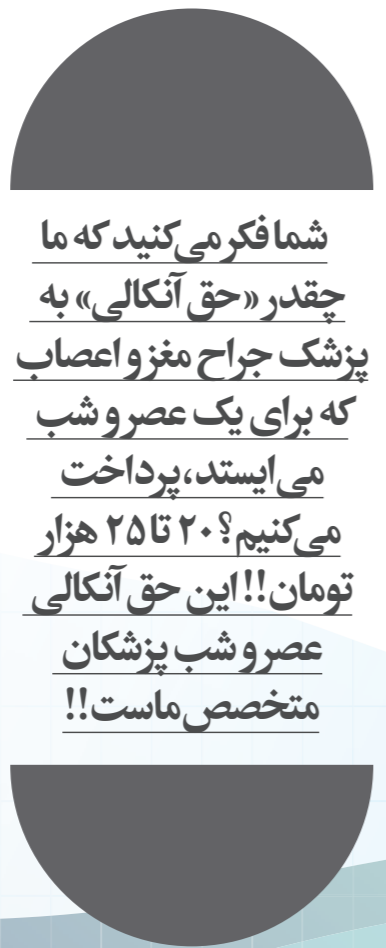 شما فکر می‌کنید که ما
چقدر «حق آنکالی» به
پزشک جراح مغز و اعصاب
که برای یک عصر و شب
می‌ایستد، پرداخت
می‌کنیم؟ ۲۰ تا ۲۵ هزار
تومان!! این حق آنکالی
عصر و شب پزشکان
متخصص ماست!!